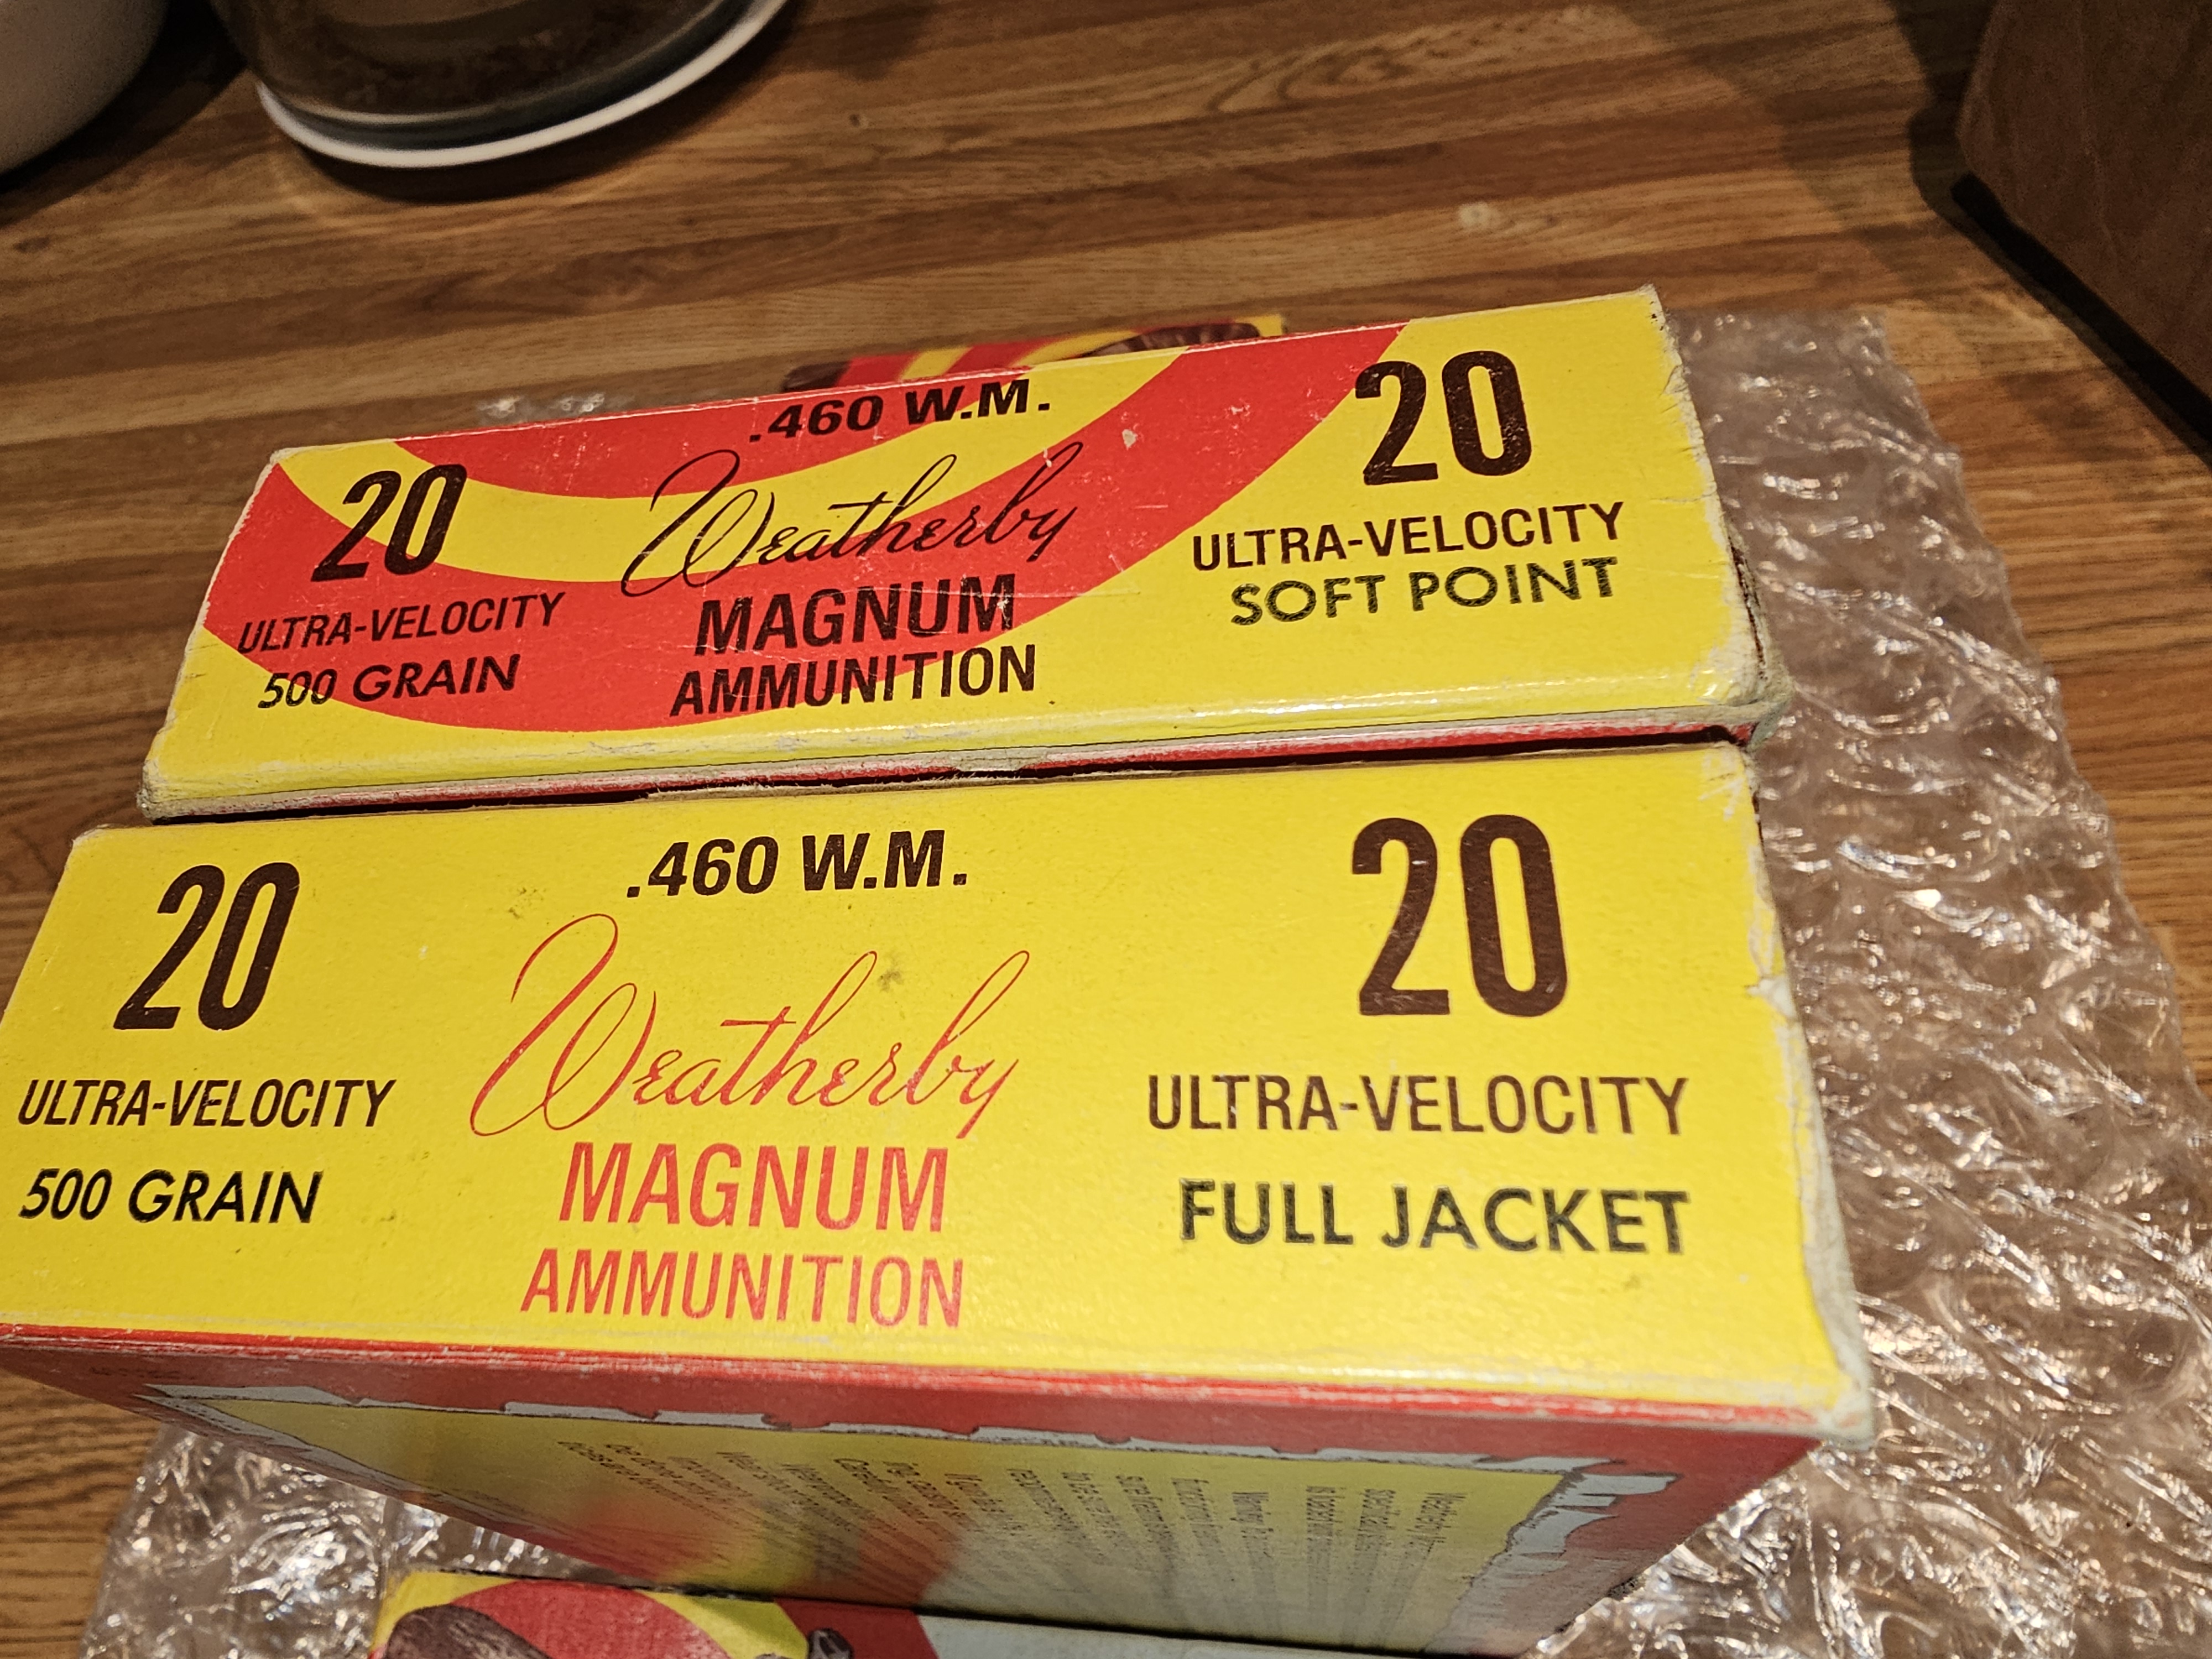 .460 W.M.
20
Weatherby
20
ULTRA-VELOCITY
MAGNUM
ULTRA-VELOCITY
500 GRAIN
AMMUNITION
SOFT POINT
.460 W.M.
20
Weatherby
20
ULTRA-VELOCITY
MAGNUM
ULTRA-VELOCITY
500 GRAIN
AMMUNITION
FULL JACKET